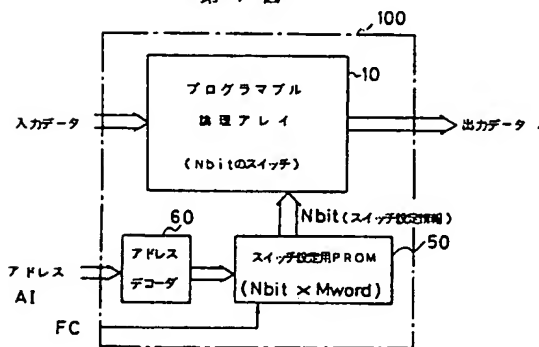 100
10
プログラマブル
論理アレイ
(Nbitのスイッチ)
入力データ
出力データ
Nbit(スイッチ設定情報)
60
50
アドレス
デコーダ
スイッチ設定用PROM
(Nbit × Mword)
アドレス
AI
FC